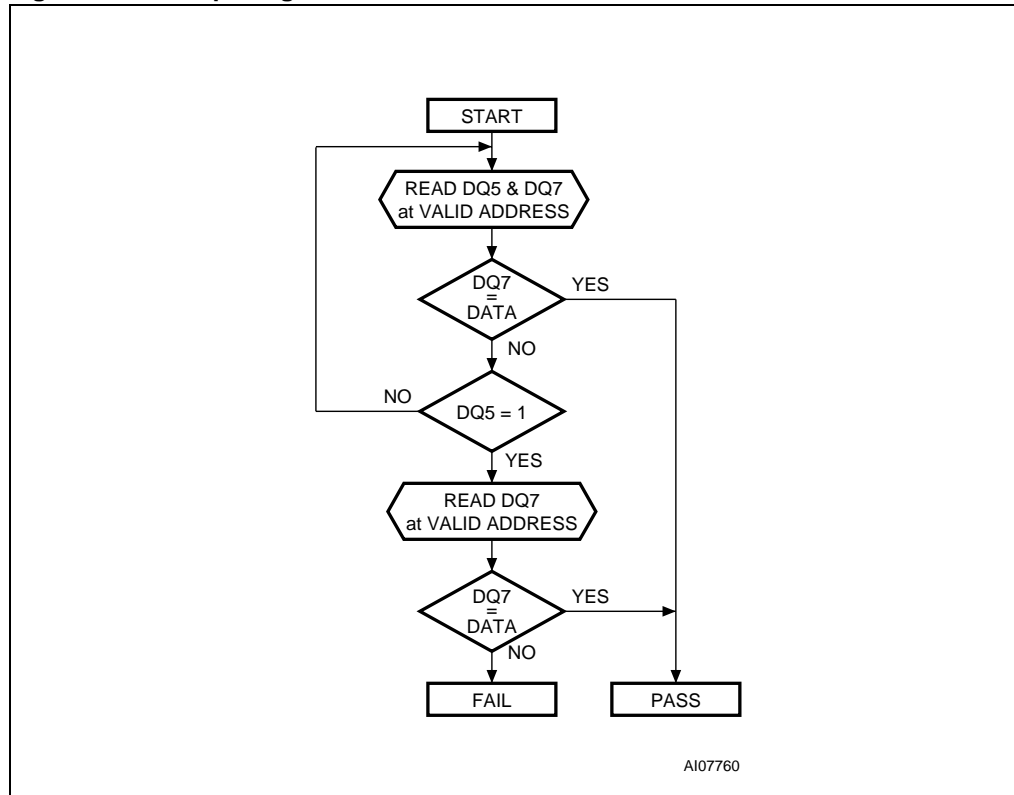 START
READ DQ5 & DQ7
at VALID ADDRESS
DQ7
=
DATA
YES
NO
DQ5 = 1
NO
YES
READ DQ7
at VALID ADDRESS
DQ7
=
DATA
YES
NO
FAIL
PASS
AI07760